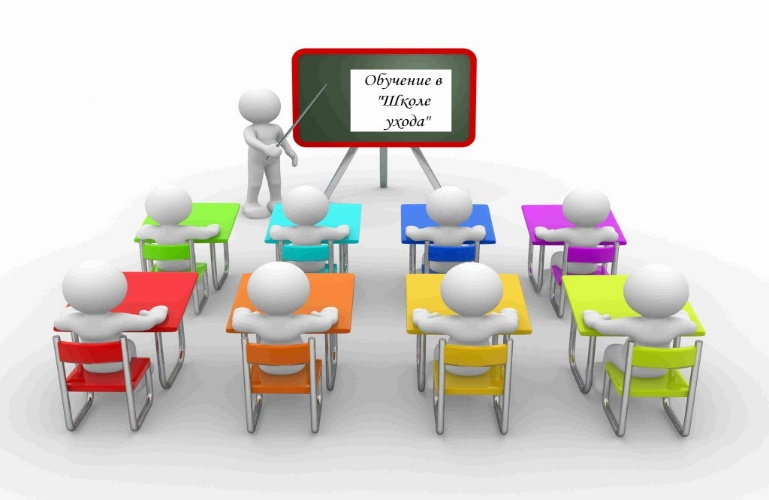 Обучение в
"Школе
ухода"